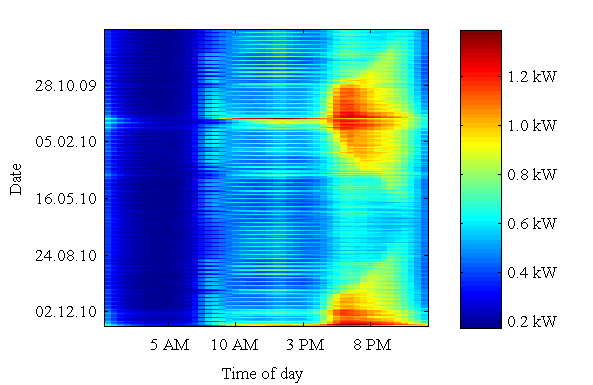 28.10.09
05.02.10
16.05.10
24.08.10
02.12.10
Date
5 AM 10 AM 3 PM 8 PM
Time of day
1.2 kW
1.0 kW
0.8 kW
0.6 kW
0.4 kW
0.2 kW